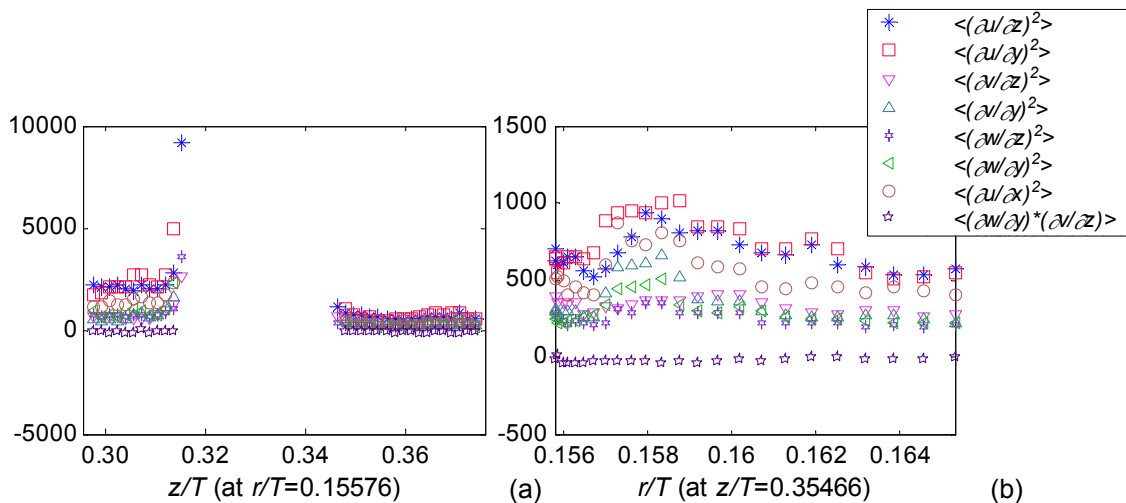 <(∂u/∂z)²>
<(∂u/∂y)²>
<(∂v/∂z)²>
<(∂v/∂y)²>
<(∂w/∂z)²>
<(∂w/∂y)²>
<(∂u/∂x)²>
<(∂w/∂y)*(∂v/∂z)>
10000
5000
0
-5000
0.30 0.32 0.34 0.36
z/T (at r/T=0.15576)
(a)
1500
1000
500
0
-500
0.156 0.158 0.16 0.162 0.164
r/T (at z/T=0.35466)
(b)